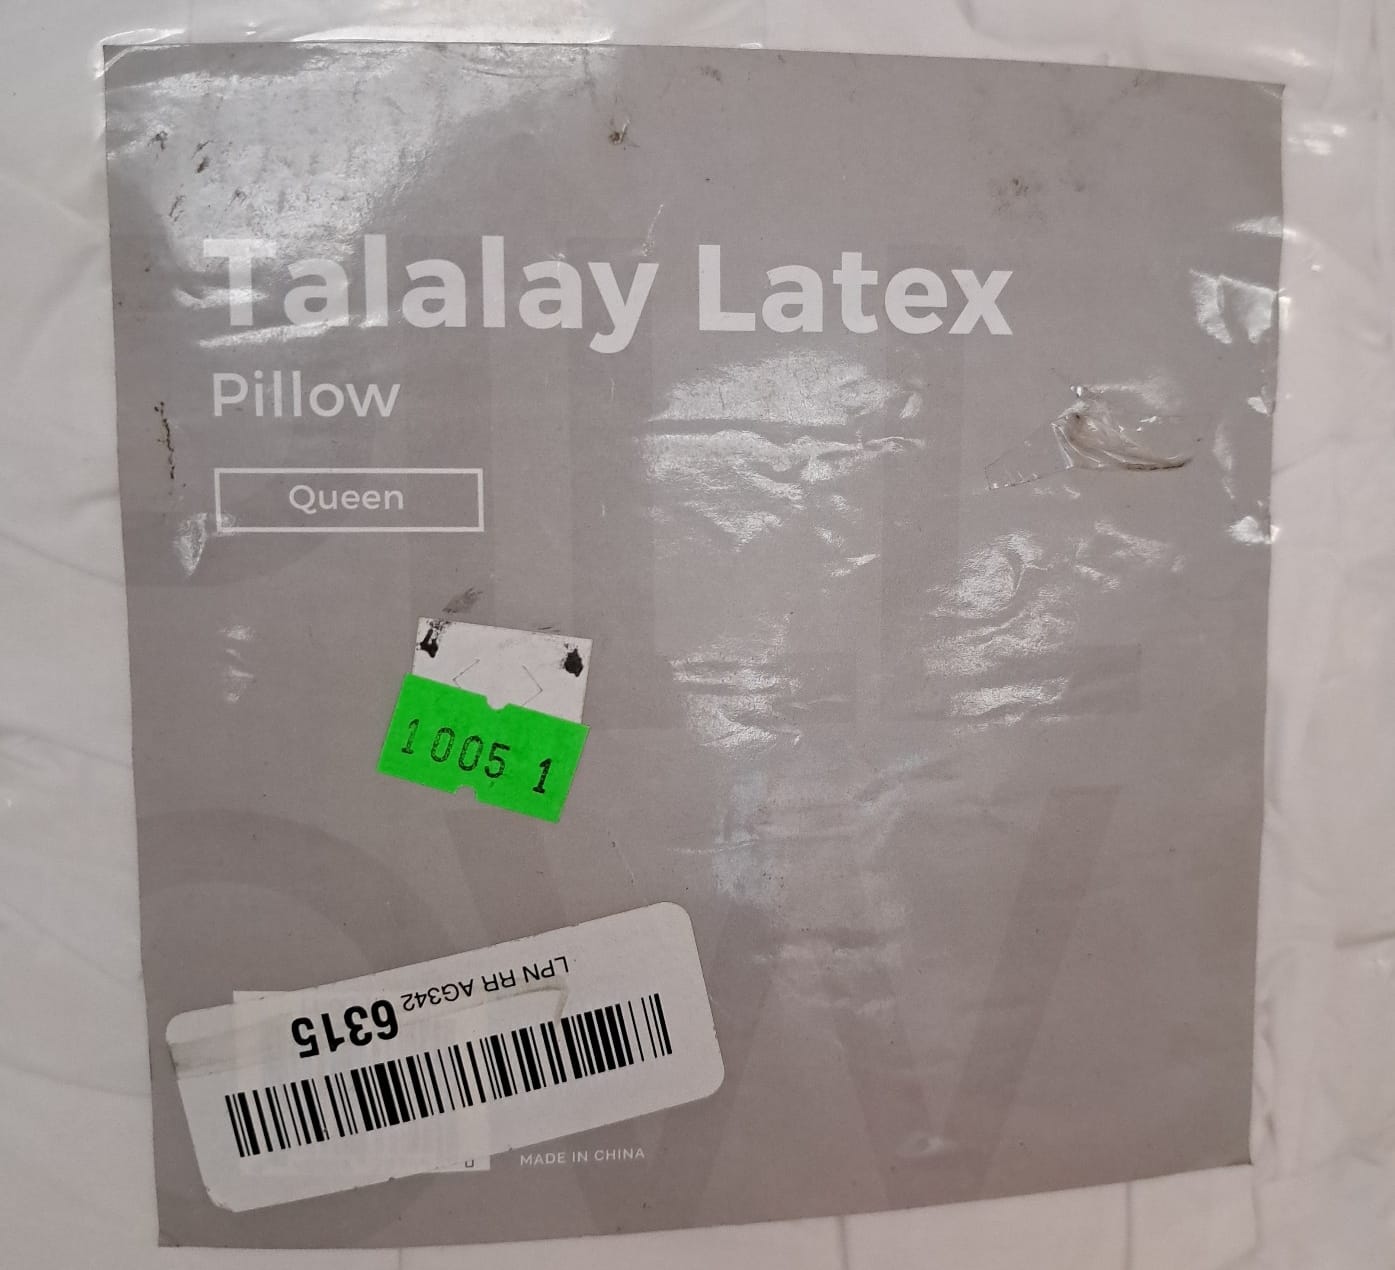 Talalay Latex
Pillow
Queen
1005 1
LPN RR AG342 6315
MADE IN CHINA